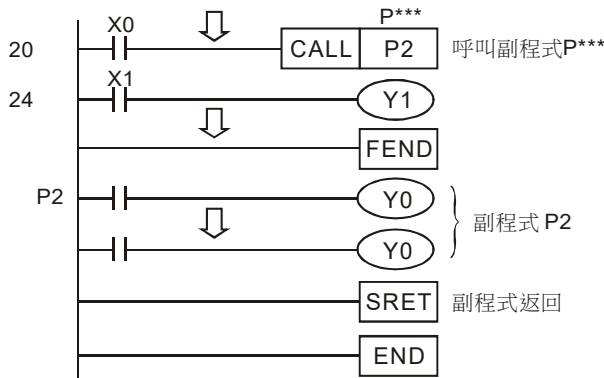 P***
X0
20 CALL P2 呼叫副程式P***
X1
24 Y1
FEND
P2 Y0
副程式 P2
Y0
SRET 副程式返回
END